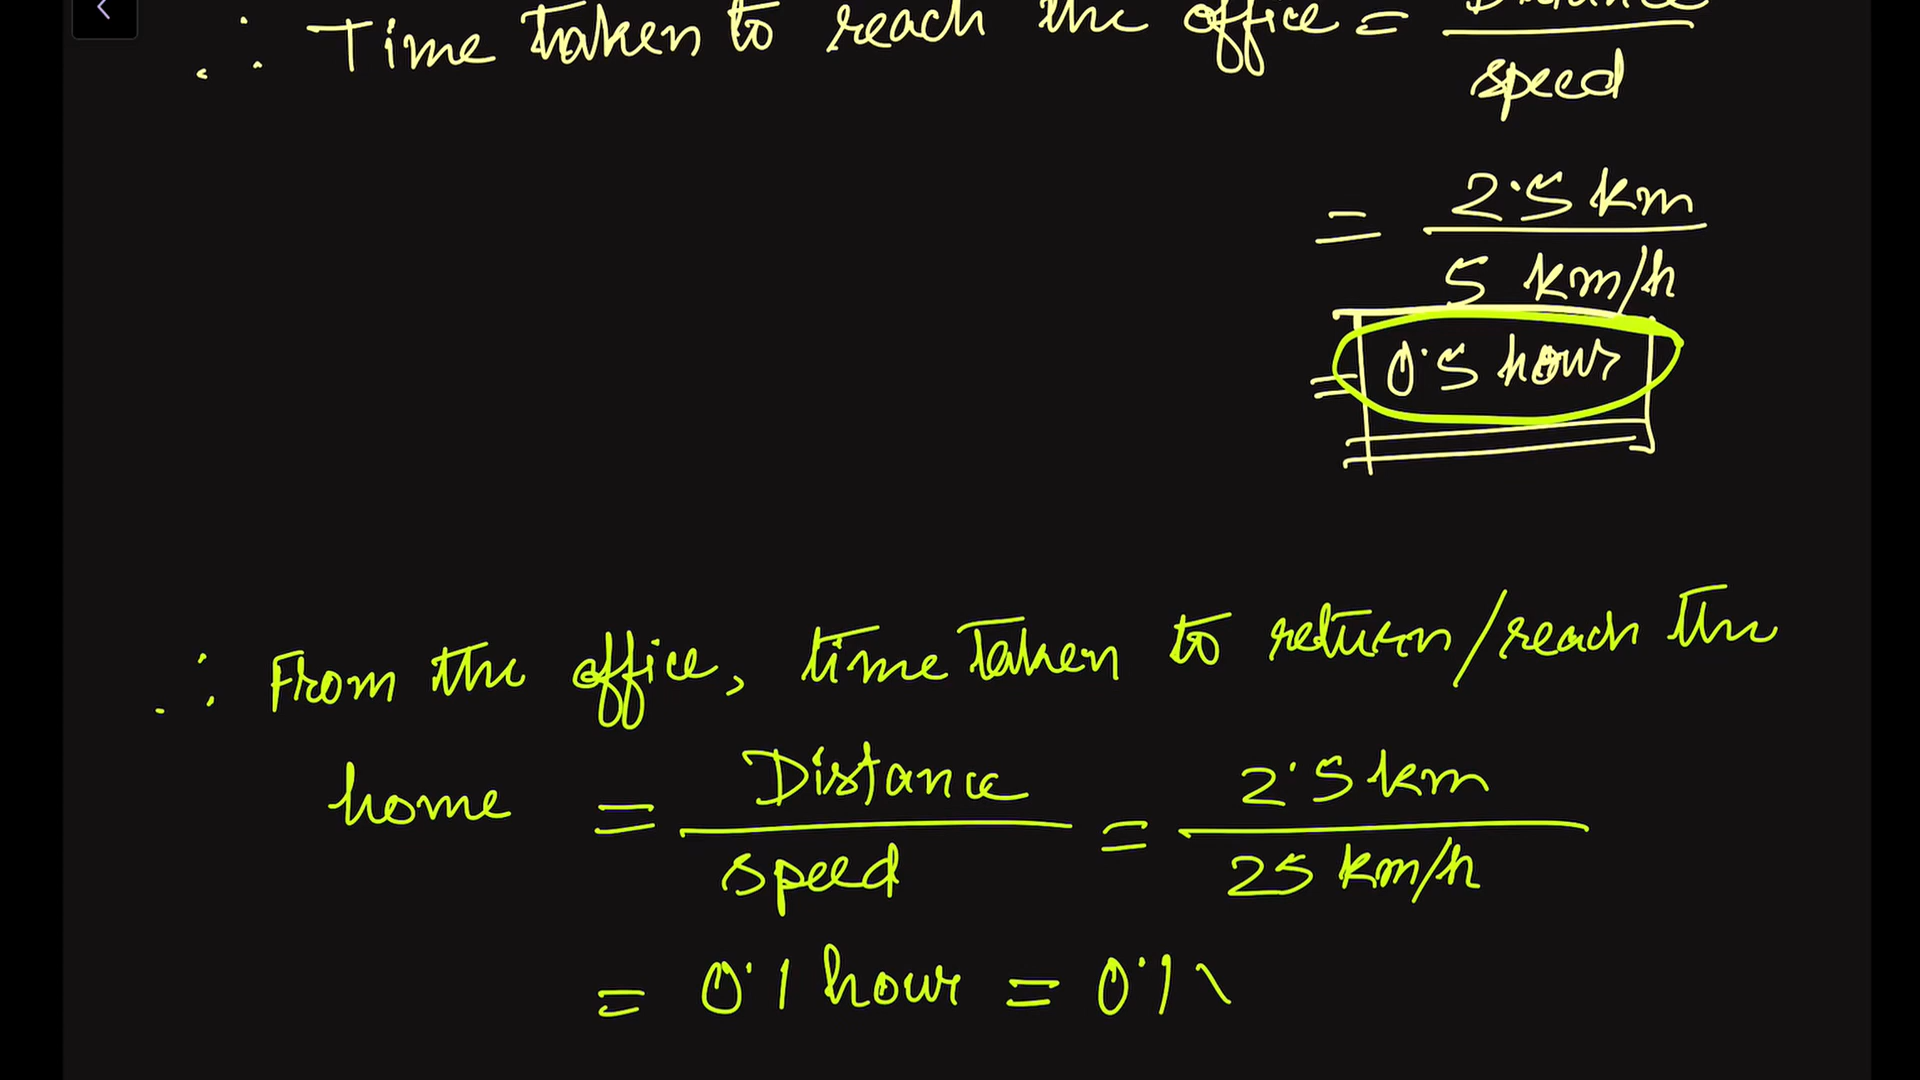 ∴ Time taken to reach the office = Distance / speed
= 2.5 km / 5 km/h
= 0.5 hour
∴ From the office, time taken to return/reach the
home = Distance / speed = 2.5 km / 25 km/h
= 0.1 hour = 0.1